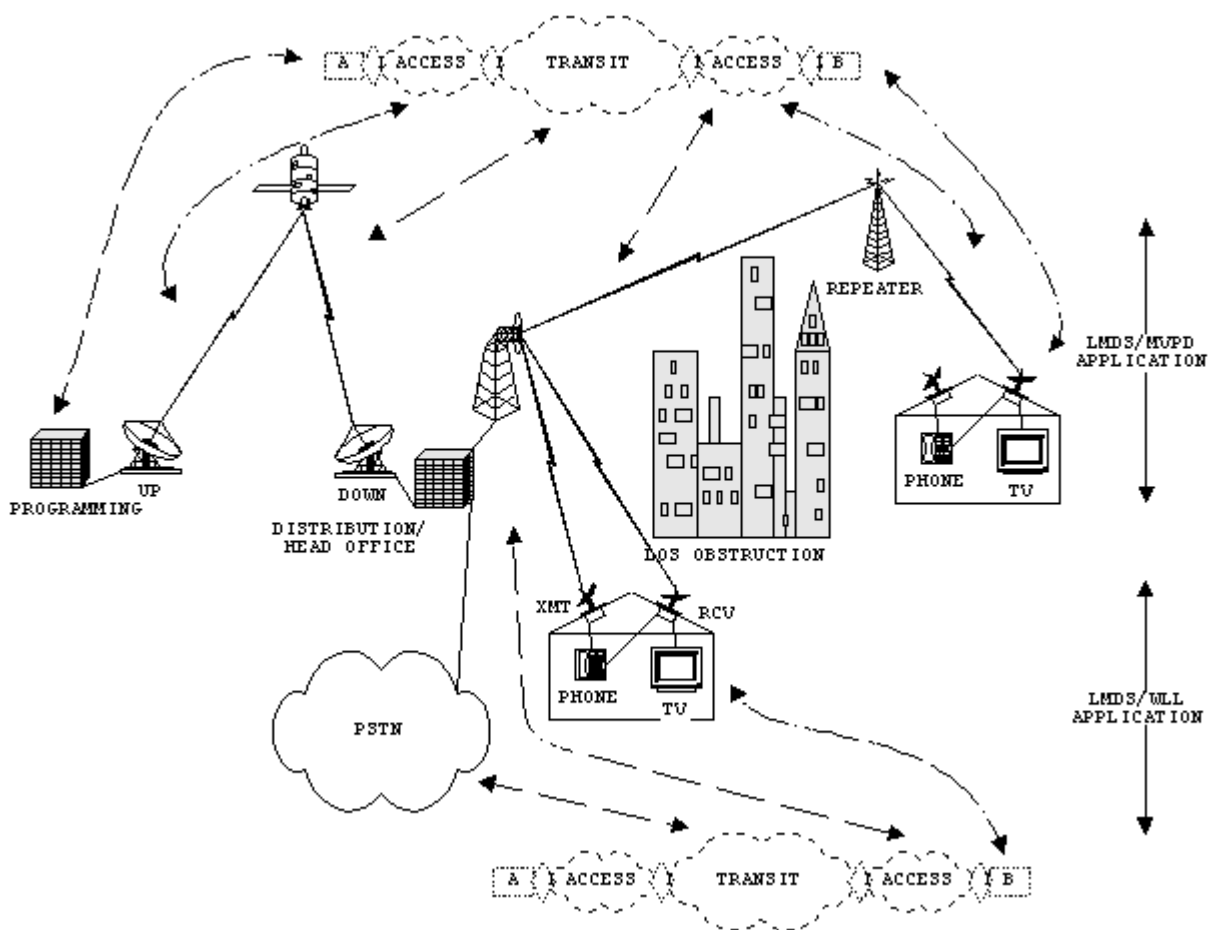 A I ACCESS I TRANSIT I ACCESS I B
REPEATER
LMDS/MVPD
APPLICATION
PHONE
TV
UP
PROGRAMMING
DOWN
DISTRIBUTION/
HEAD OFFICE
LOS OBSTRUCTION
XMT
RCV
PHONE
TV
PSTN
LMDS/WLL
APPLICATION
A I ACCESS I TRANSIT I ACCESS I B